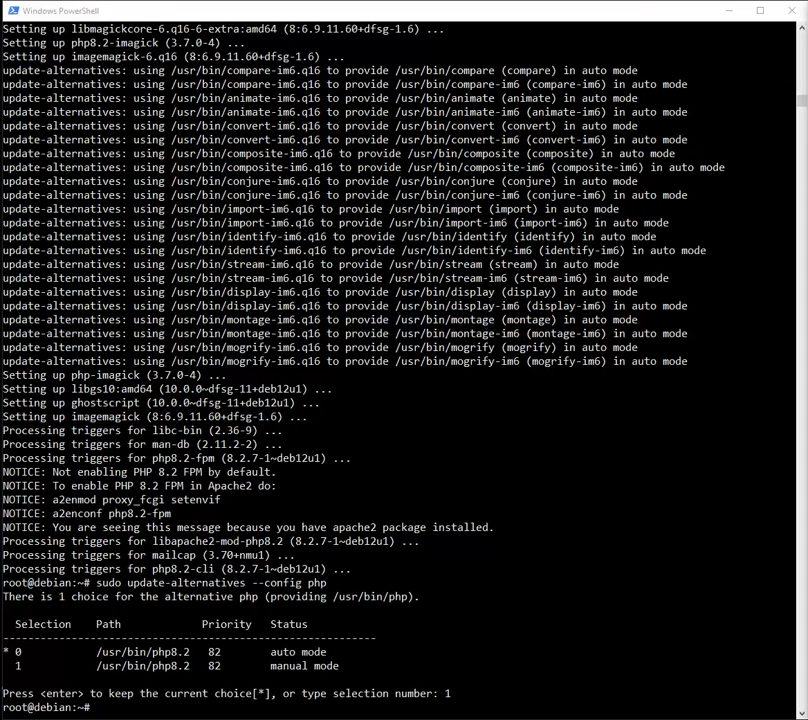 Windows PowerShell
Setting up libmagickcore-6.q16-6-extra:amd64 (8:6.9.11.60+dfsg-1.6) ...
Setting up php8.2-imagick (3.7.0-4) ...
Setting up imagemagick-6.q16 (8:6.9.11.60+dfsg-1.6) ...
update-alternatives: using /usr/bin/compare-im6.q16 to provide /usr/bin/compare (compare) in auto mode
update-alternatives: using /usr/bin/compare-im6.q16 to provide /usr/bin/compare-im6 (compare-im6) in auto mode
update-alternatives: using /usr/bin/animate-im6.q16 to provide /usr/bin/animate (animate) in auto mode
update-alternatives: using /usr/bin/animate-im6.q16 to provide /usr/bin/animate-im6 (animate-im6) in auto mode
update-alternatives: using /usr/bin/convert-im6.q16 to provide /usr/bin/convert (convert) in auto mode
update-alternatives: using /usr/bin/convert-im6.q16 to provide /usr/bin/convert-im6 (convert-im6) in auto mode
update-alternatives: using /usr/bin/composite-im6.q16 to provide /usr/bin/composite (composite) in auto mode
update-alternatives: using /usr/bin/composite-im6.q16 to provide /usr/bin/composite-im6 (composite-im6) in auto mode
update-alternatives: using /usr/bin/conjure-im6.q16 to provide /usr/bin/conjure (conjure) in auto mode
update-alternatives: using /usr/bin/conjure-im6.q16 to provide /usr/bin/conjure-im6 (conjure-im6) in auto mode
update-alternatives: using /usr/bin/import-im6.q16 to provide /usr/bin/import (import) in auto mode
update-alternatives: using /usr/bin/import-im6.q16 to provide /usr/bin/import-im6 (import-im6) in auto mode
update-alternatives: using /usr/bin/identify-im6.q16 to provide /usr/bin/identify (identify) in auto mode
update-alternatives: using /usr/bin/identify-im6.q16 to provide /usr/bin/identify-im6 (identify-im6) in auto mode
update-alternatives: using /usr/bin/stream-im6.q16 to provide /usr/bin/stream (stream) in auto mode
update-alternatives: using /usr/bin/stream-im6.q16 to provide /usr/bin/stream-im6 (stream-im6) in auto mode
update-alternatives: using /usr/bin/display-im6.q16 to provide /usr/bin/display (display) in auto mode
update-alternatives: using /usr/bin/display-im6.q16 to provide /usr/bin/display-im6 (display-im6) in auto mode
update-alternatives: using /usr/bin/montage-im6.q16 to provide /usr/bin/montage (montage) in auto mode
update-alternatives: using /usr/bin/montage-im6.q16 to provide /usr/bin/montage-im6 (montage-im6) in auto mode
update-alternatives: using /usr/bin/mogrify-im6.q16 to provide /usr/bin/mogrify (mogrify) in auto mode
update-alternatives: using /usr/bin/mogrify-im6.q16 to provide /usr/bin/mogrify-im6 (mogrify-im6) in auto mode
Setting up php-imagick (3.7.0-4) ...
Setting up libgs10:amd64 (10.0.0~dfsg-11+deb12u1) ...
Setting up ghostscript (10.0.0~dfsg-11+deb12u1) ...
Setting up imagemagick (8:6.9.11.60+dfsg-1.6) ...
Processing triggers for libc-bin (2.36-9) ...
Processing triggers for man-db (2.11.2-2) ...
Processing triggers for php8.2-fpm (8.2.7-1~deb12u1) ...
NOTICE: Not enabling PHP 8.2 FPM by default.
NOTICE: To enable PHP 8.2 FPM in Apache2 do:
NOTICE: a2enmod proxy_fcgi setenvif
NOTICE: a2enconf php8.2-fpm
NOTICE: You are seeing this message because you have apache2 package installed.
Processing triggers for libapache2-mod-php8.2 (8.2.7-1~deb12u1) ...
Processing triggers for mailcap (3.70+nmu1) ...
Processing triggers for php8.2-cli (8.2.7-1~deb12u1) ...
root@debian:~# sudo update-alternatives --config php
There is 1 choice for the alternative php (providing /usr/bin/php).
Selection    Path             Priority   Status
------------------------------------------------------------
* 0            /usr/bin/php8.2   82        auto mode
1            /usr/bin/php8.2   82        manual mode
Press <enter> to keep the current choice[*], or type selection number: 1
root@debian:~#